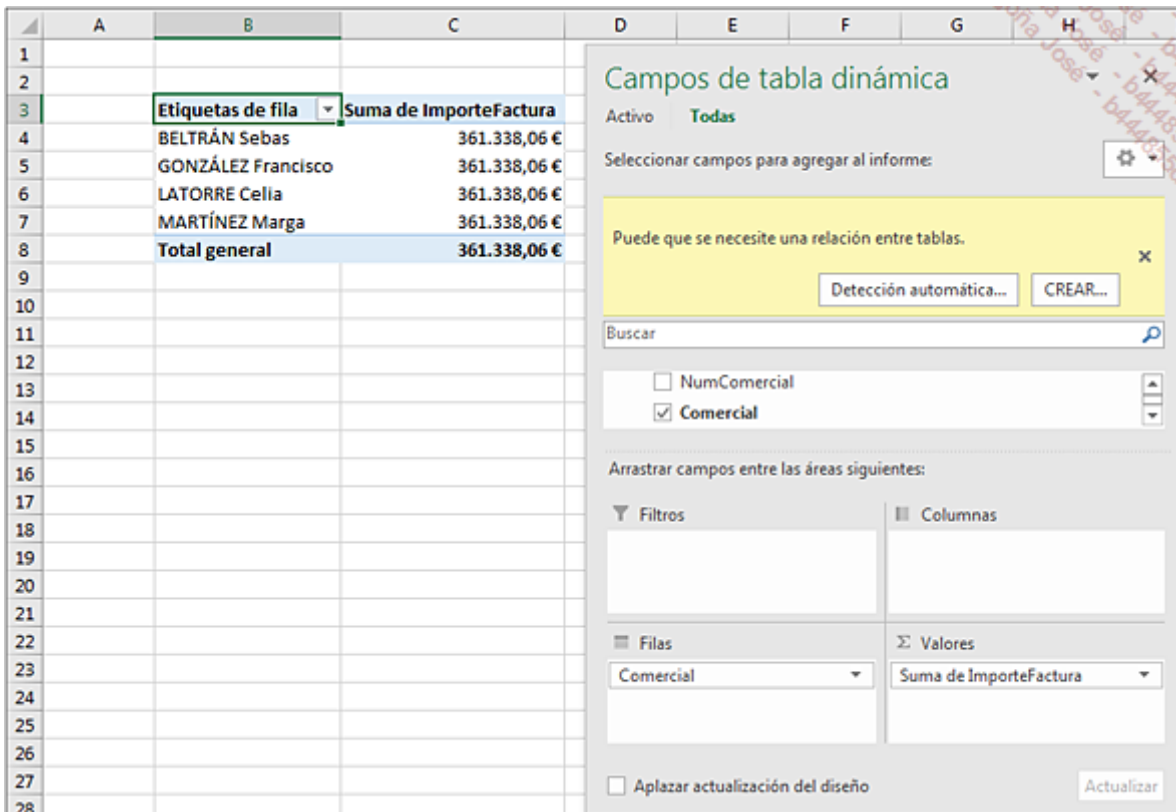 A B C D E F G H
1
2
3 Etiquetas de fila Suma de ImporteFactura
4 BELTRÁN Sebas 361.338,06 €
5 GONZÁLEZ Francisco 361.338,06 €
6 LATORRE Celia 361.338,06 €
7 MARTÍNEZ Marga 361.338,06 €
8 Total general 361.338,06 €
9
10
11
12
13
14
15
16
17
18
19
20
21
22
23
24
25
26
27
28
Campos de tabla dinámica
Activo Todas
Seleccionar campos para agregar al informe:
Puede que se necesite una relación entre tablas.
Detección automática... CREAR...
Buscar
NumComercial
Comercial
Arrastrar campos entre las áreas siguientes:
Filtros Columnas
Filas Σ Valores
Comercial Suma de ImporteFactura
Aplazar actualización del diseño Actualizar